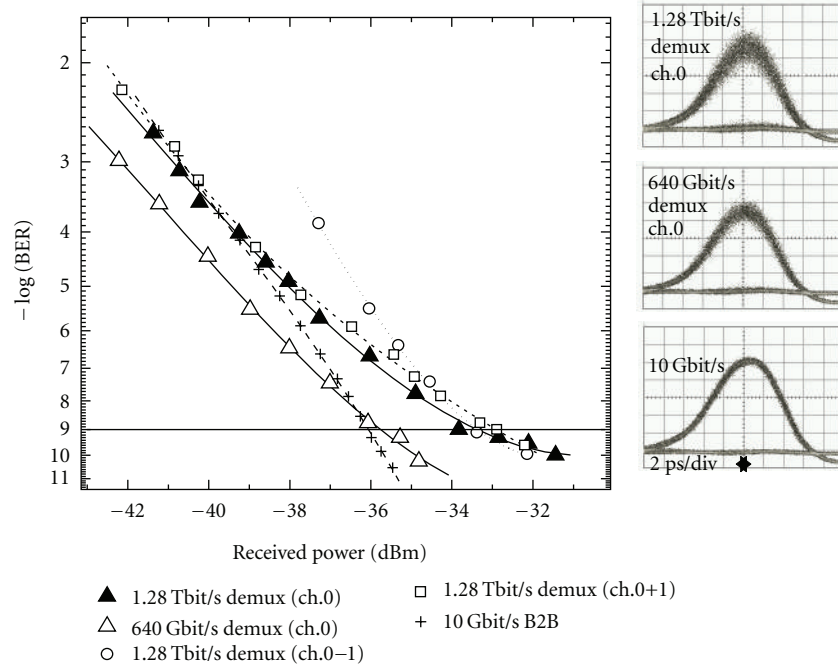 2
3
4
5
6
7
8
9
10
11
− log (BER)
−42 −40 −38 −36 −34 −32
Received power (dBm)
1.28 Tbit/s demux (ch.0)
640 Gbit/s demux (ch.0)
1.28 Tbit/s demux (ch.0−1)
1.28 Tbit/s demux (ch.0+1)
10 Gbit/s B2B
1.28 Tbit/s
demux
ch.0
640 Gbit/s
demux
ch.0
10 Gbit/s
2 ps/div